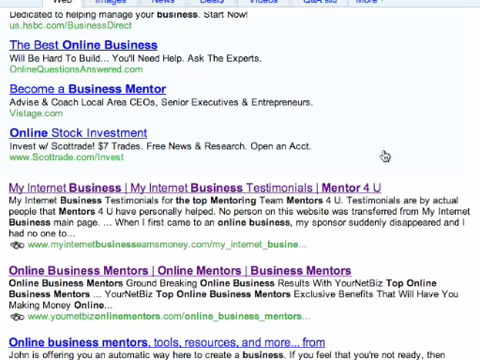 Web Images News Deals Videos Q&A More
Dedicated to helping manage your business. Start Now!
us.hsbc.com/BusinessDirect
The Best Online Business
Will Be Hard To Build... You'll Need Help. Ask The Experts.
OnlineQuestionsAnswered.com
Become a Business Mentor
Advise & Coach Local Area CEOs, Senior Executives & Entrepreneurs.
Vistage.com
Online Stock Investment
Invest w/ Scottrade! $7 Trades. Free News & Research. Open an Acct.
www.Scottrade.com/Invest
My Internet Business | My Internet Business Testimonials | Mentor 4 U
My Internet Business Testimonials for the top Mentoring Team Mentors 4 U. Testimonials are by actual
people that Mentors 4 U have personally helped. No person on this website was transferred from My Internet
Business main page. ... When I first came to an online business, my sponsor suddenly disappeared and I
had no one to...
www.myinternetbusinesseamsmoney.com/my_internet_busine...
Online Business Mentors | Online Mentors | Business Mentors
Online Business Mentors Ground Breaking Online Business Results With YourNetBiz Top Online
Business Mentors ... YourNetBiz Top Online Business Mentors Exclusive Benefits That Will Have You
Making Money Online...
www.yournetbizonlinementors.com/online_business_mentors...
Online business mentors, tools, resources, and more... from
John is offering you an automatic way here to create a business. If you feel that you're not ready, then